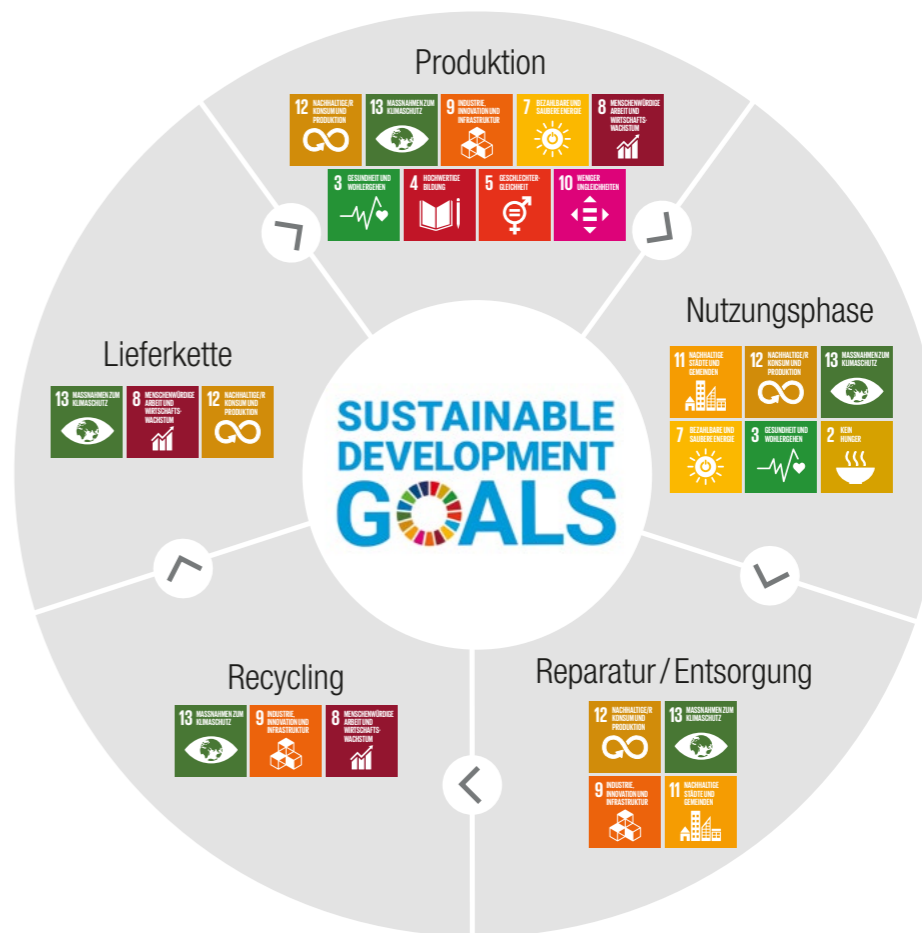 Produktion
12 NACHHALTIGE/R
KONSUM UND
PRODUKTION
13 MASSNAHMEN ZUM
KLIMASCHUTZ
9 INDUSTRIE,
INNOVATION UND
INFRASTRUKTUR
7 BEZAHLBARE UND
SAUBERE ENERGIE
8 MENSCHENWÜRDIGE
ARBEIT UND
WIRTSCHAFTS-
WACHSTUM
3 GESUNDHEIT UND
WOHLERGEHEN
4 HOCHWERTIGE
BILDUNG
5 GESCHLECHTER-
GLEICHHEIT
10 WENIGER
UNGLEICHHEITEN
Nutzungsphase
11 NACHHALTIGE
STÄDTE UND
GEMEINDEN
12 NACHHALTIGE/R
KONSUM UND
PRODUKTION
13 MASSNAHMEN ZUM
KLIMASCHUTZ
7 BEZAHLBARE UND
SAUBERE ENERGIE
3 GESUNDHEIT UND
WOHLERGEHEN
2 KEIN
HUNGER
Lieferkette
13 MASSNAHMEN ZUM
KLIMASCHUTZ
8 MENSCHENWÜRDIGE
ARBEIT UND
WIRTSCHAFTS-
WACHSTUM
12 NACHHALTIGE/R
KONSUM UND
PRODUKTION
SUSTAINABLE
DEVELOPMENT
GOALS
Recycling
13 MASSNAHMEN ZUM
KLIMASCHUTZ
9 INDUSTRIE,
INNOVATION UND
INFRASTRUKTUR
8 MENSCHENWÜRDIGE
ARBEIT UND
WIRTSCHAFTS-
WACHSTUM
Reparatur / Entsorgung
12 NACHHALTIGE/R
KONSUM UND
PRODUKTION
13 MASSNAHMEN ZUM
KLIMASCHUTZ
9 INDUSTRIE,
INNOVATION UND
INFRASTRUKTUR
11 NACHHALTIGE
STÄDTE UND
GEMEINDEN